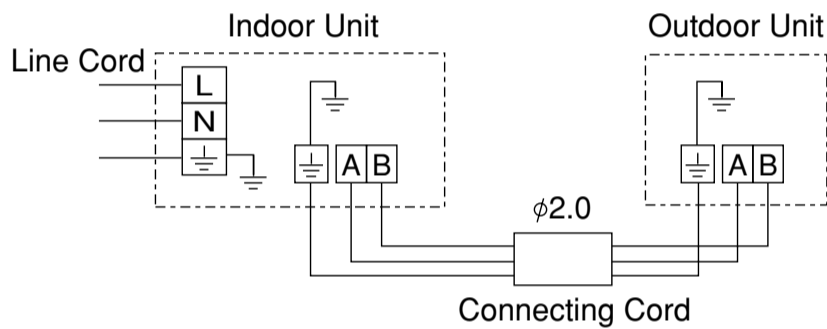 Indoor Unit
Outdoor Unit
Line Cord
L
N
A B
A B
ϕ2.0
Connecting Cord